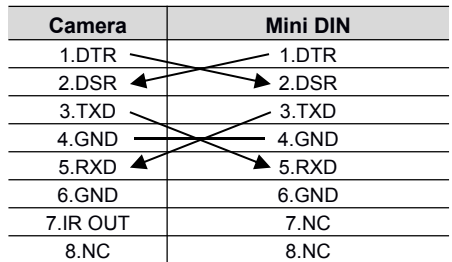 Camera Mini DIN
1.DTR 1.DTR
2.DSR 2.DSR
3.TXD 3.TXD
4.GND 4.GND
5.RXD 5.RXD
6.GND 6.GND
7.IR OUT 7.NC
8.NC 8.NC